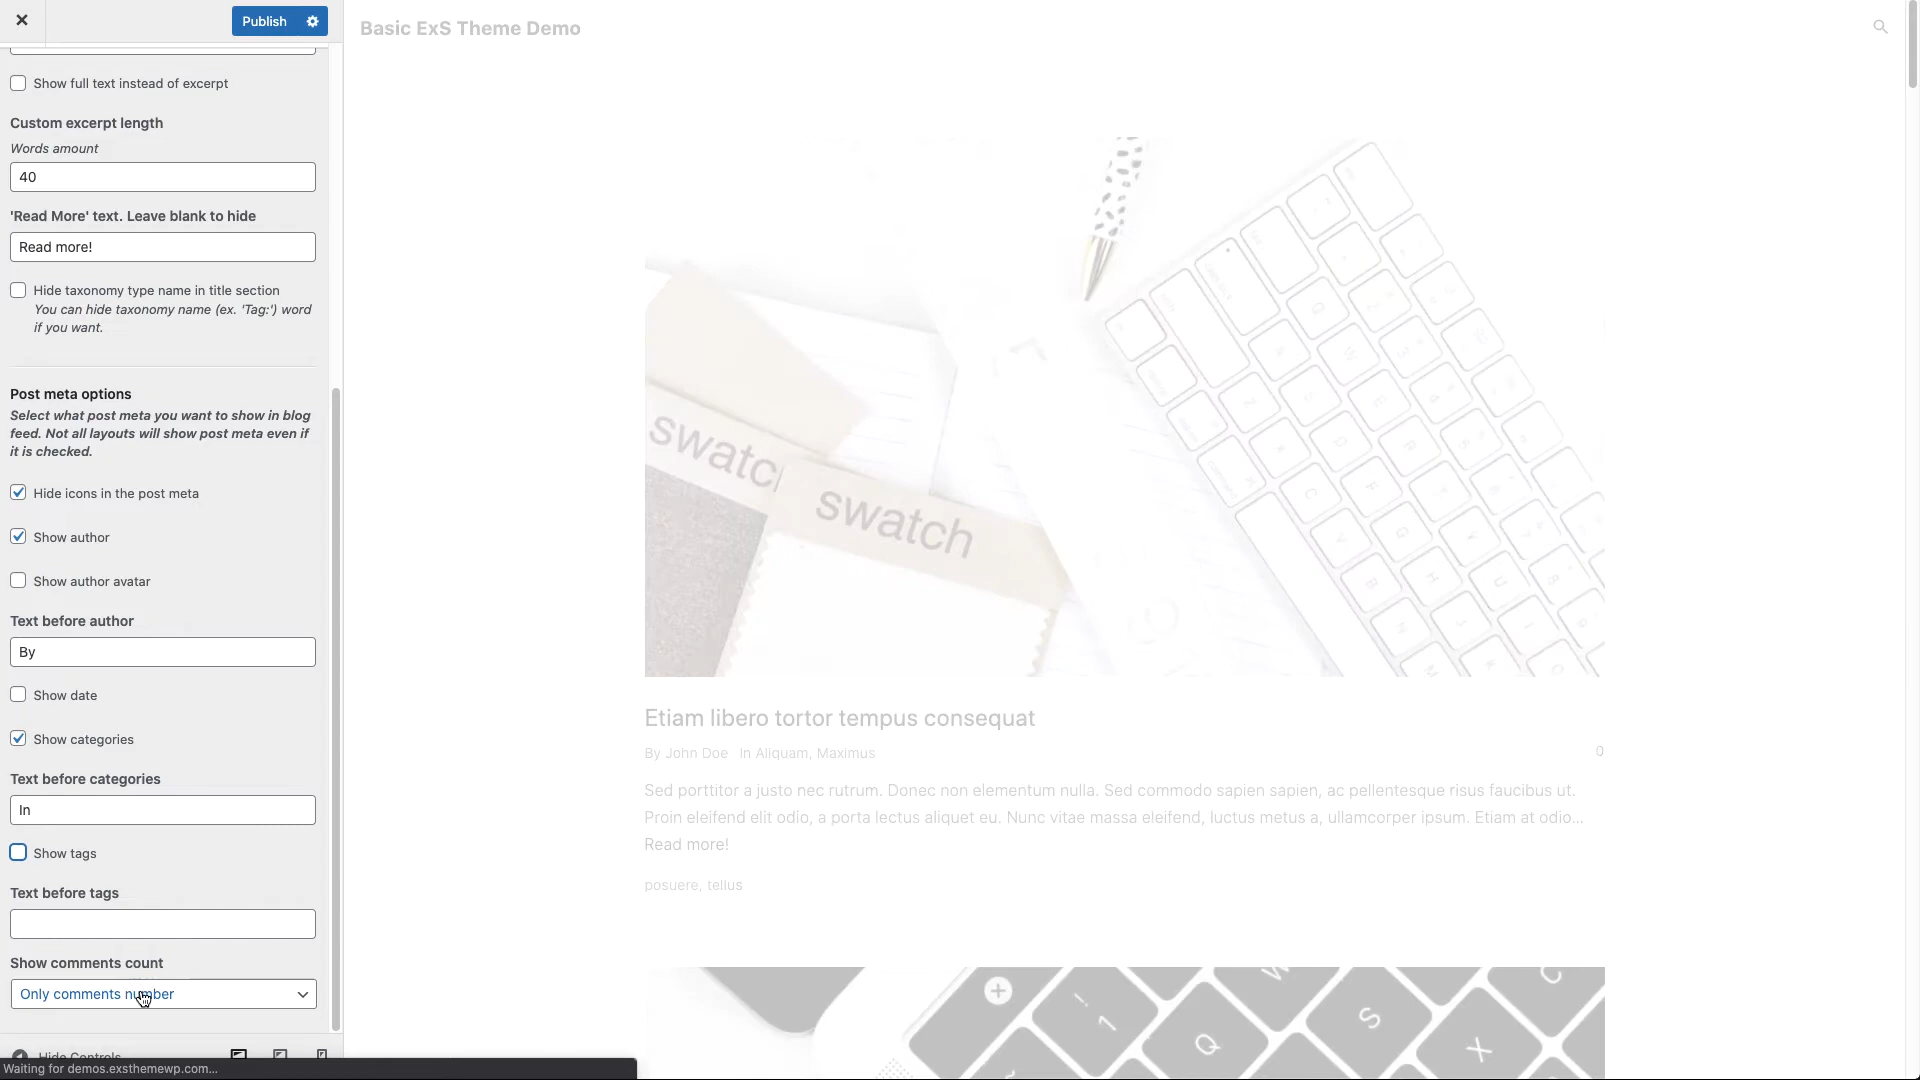 Publish
Basic ExS Theme Demo
Show full text instead of excerpt
Custom excerpt length
Words amount
40
'Read More' text. Leave blank to hide
Read more!
Hide taxonomy type name in title section
You can hide taxonomy name (ex. 'Tag:') word
if you want.
Post meta options
Select what post meta you want to show in blog
feed. Not all layouts will show post meta even if
it is checked.
Hide icons in the post meta
Show author
Show author avatar
Text before author
By
Show date
Show categories
Text before categories
In
Show tags
Text before tags
Show comments count
Only comments number
Hide Controls
Waiting for demos.exsthemewp.com...
swatch
swatch
Etiam libero tortor tempus consequat
By John Doe In Aliquam, Maximus
0
Sed porttitor a justo nec rutrum. Donec non elementum nulla. Sed commodo sapien sapien, ac pellentesque risus faucibus ut.
Proin eleifend elit odio, a porta lectus aliquet eu. Nunc vitae massa eleifend, luctus metus a, ullamcorper ipsum. Etiam at odio...
Read more!
posuere, tellus